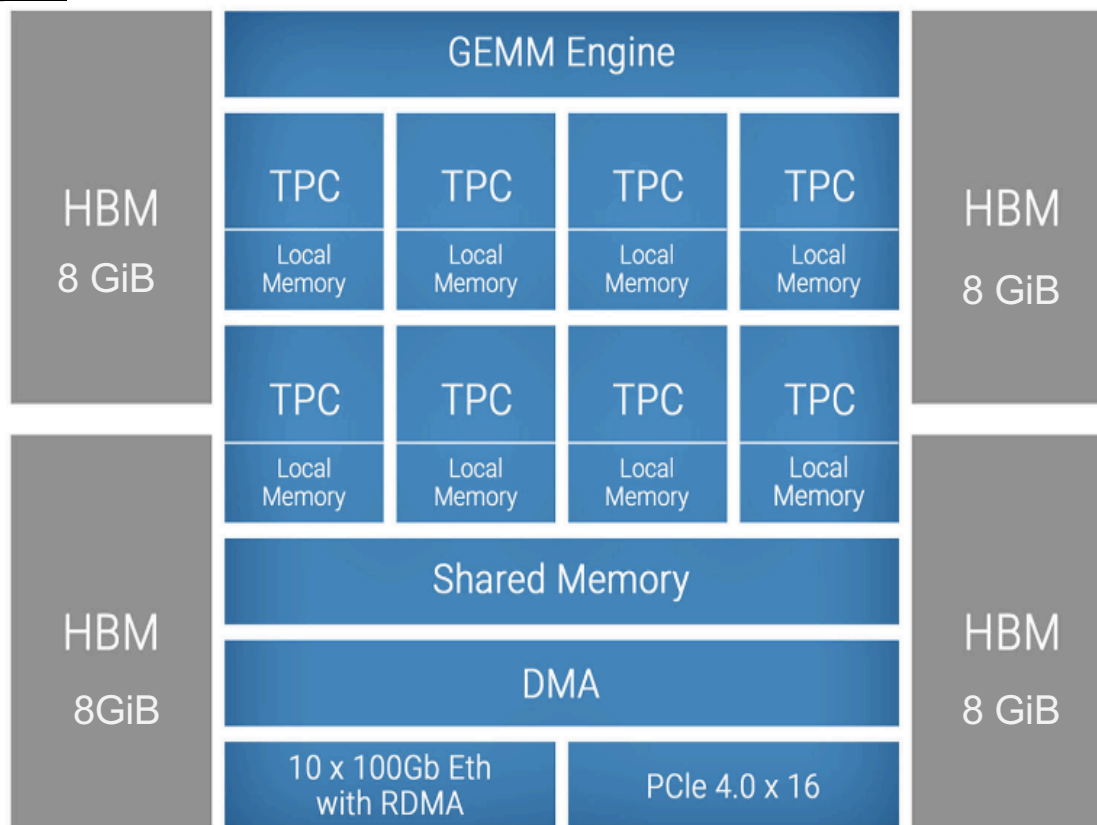 GEMM Engine
HBM
8 GiB
TPC
Local
Memory
TPC
Local
Memory
TPC
Local
Memory
TPC
Local
Memory
HBM
8 GiB
TPC
Local
Memory
TPC
Local
Memory
TPC
Local
Memory
TPC
Local
Memory
Shared Memory
HBM
8GiB
DMA
HBM
8 GiB
10 x 100Gb Eth
with RDMA
PCIe 4.0 x 16